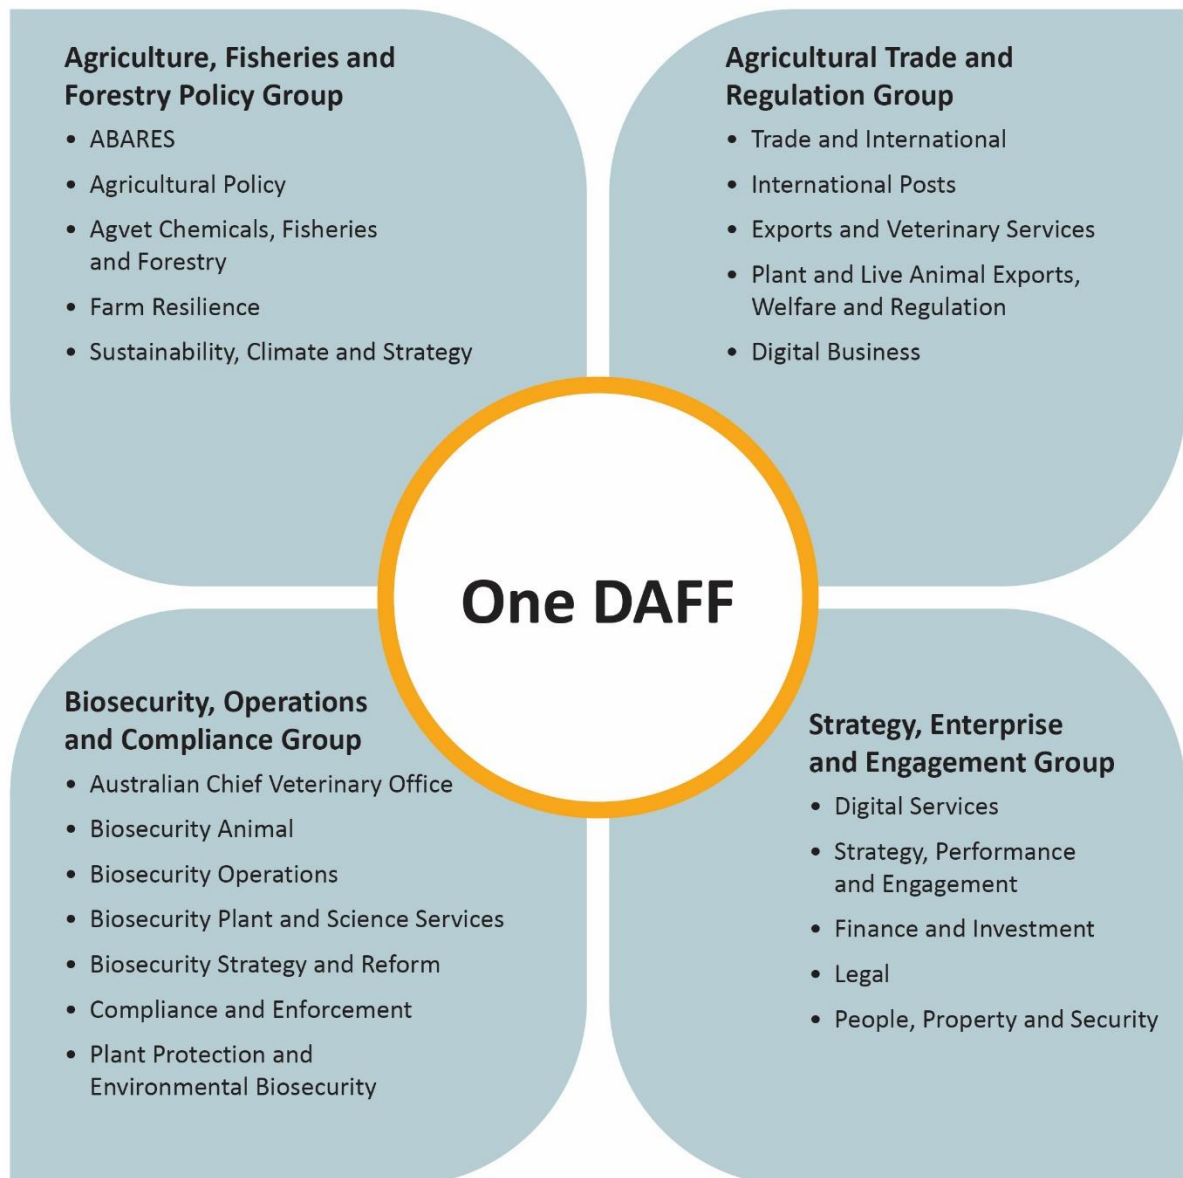 Agriculture, Fisheries and
Forestry Policy Group
• ABARES
• Agricultural Policy
• Agvet Chemicals, Fisheries
and Forestry
• Farm Resilience
• Sustainability, Climate and Strategy
Agricultural Trade and
Regulation Group
• Trade and International
• International Posts
• Exports and Veterinary Services
• Plant and Live Animal Exports,
Welfare and Regulation
• Digital Business
One DAFF
Biosecurity, Operations
and Compliance Group
• Australian Chief Veterinary Office
• Biosecurity Animal
• Biosecurity Operations
• Biosecurity Plant and Science Services
• Biosecurity Strategy and Reform
• Compliance and Enforcement
• Plant Protection and
Environmental Biosecurity
Strategy, Enterprise
and Engagement Group
• Digital Services
• Strategy, Performance
and Engagement
• Finance and Investment
• Legal
• People, Property and Security